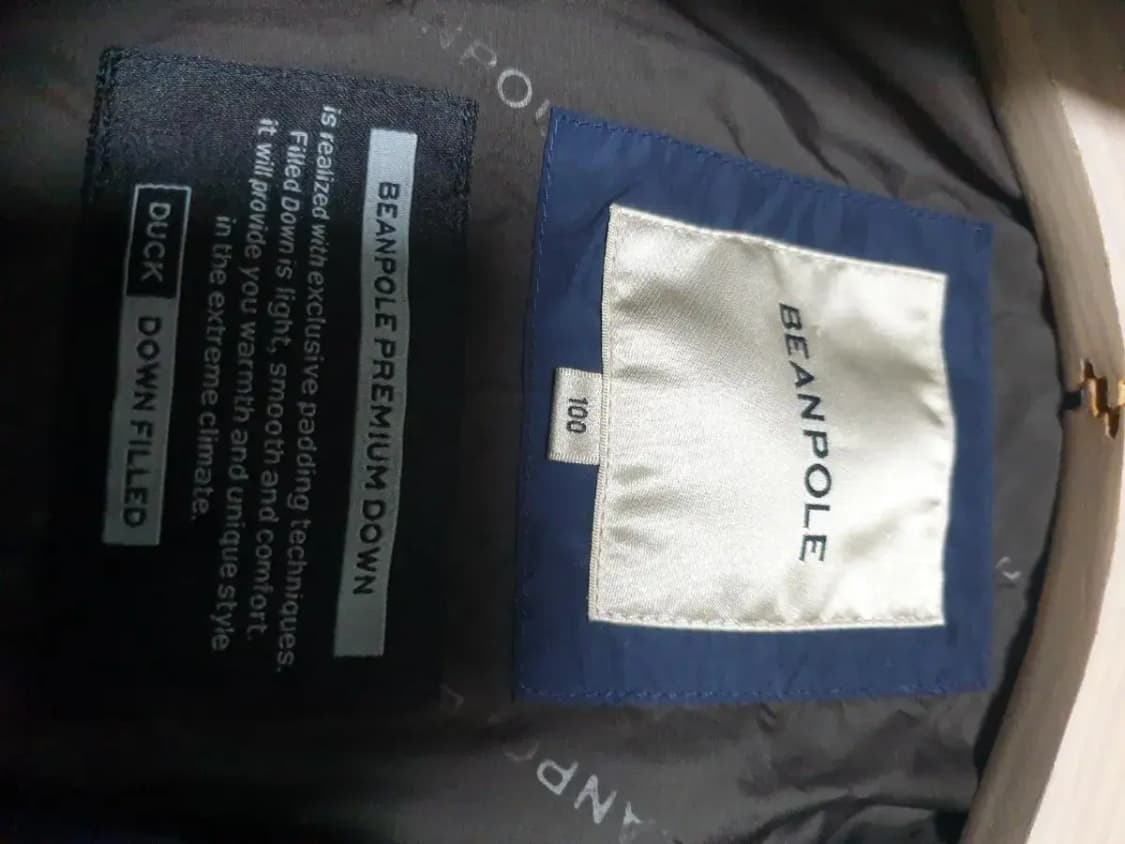 BEANPOLE
100
BEANPOLE PREMIUM DOWN
is realized with exclusive padding techniques.
Filled Down is light, smooth and comfort.
it will provide you warmth and unique style
in the extreme climate.
DUCK DOWN FILLED